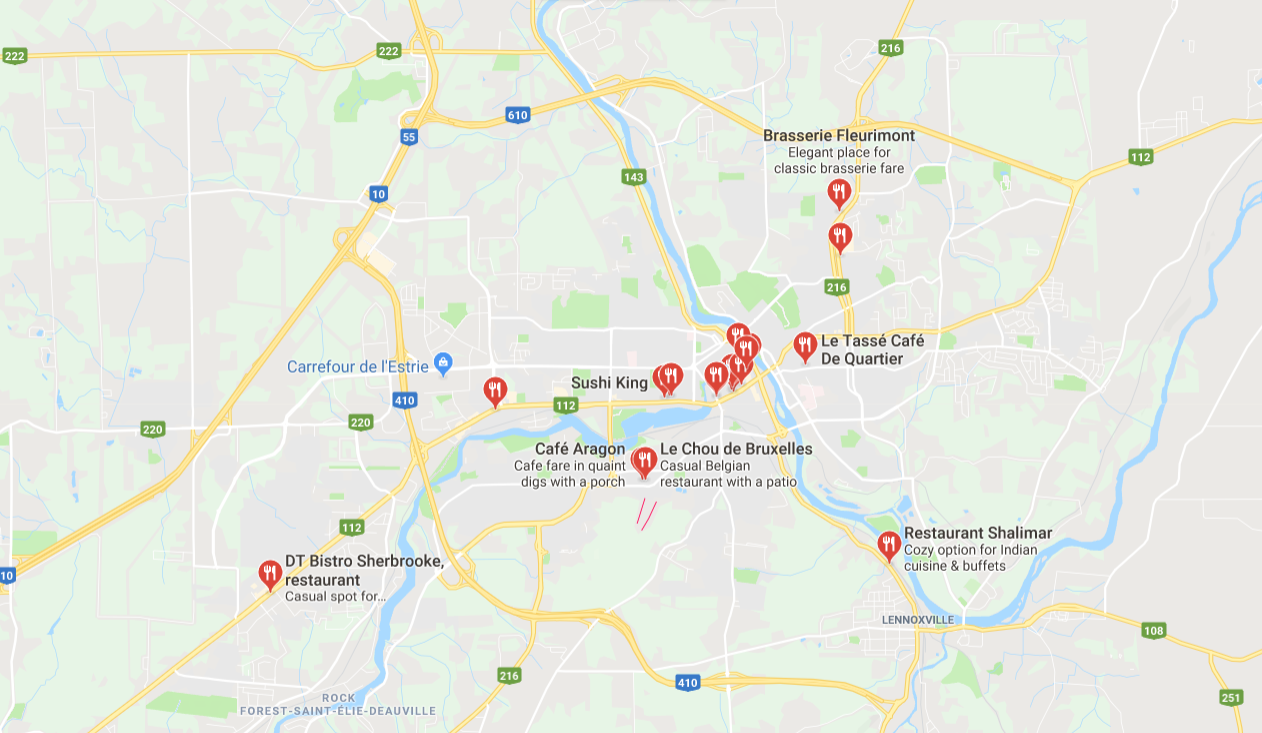 222
222
216
610
55
112
Brasserie Fleurimont
Elegant place for
classic brasserie fare
143
10
216
Le Tassé Café
De Quartier
Carrefour de l'Estrie
Sushi King
410
112
220
220
Café Aragon
Cafe fare in quaint
digs with a porch
Le Chou de Bruxelles
Casual Belgian
restaurant with a patio
112
Restaurant Shalimar
Cozy option for Indian
cuisine & buffets
DT Bistro Sherbrooke,
restaurant
Casual spot for...
10
LENNOXVILLE
108
216
410
251
ROCK
FOREST-SAINT-ÉLIE-DEAUVILLE